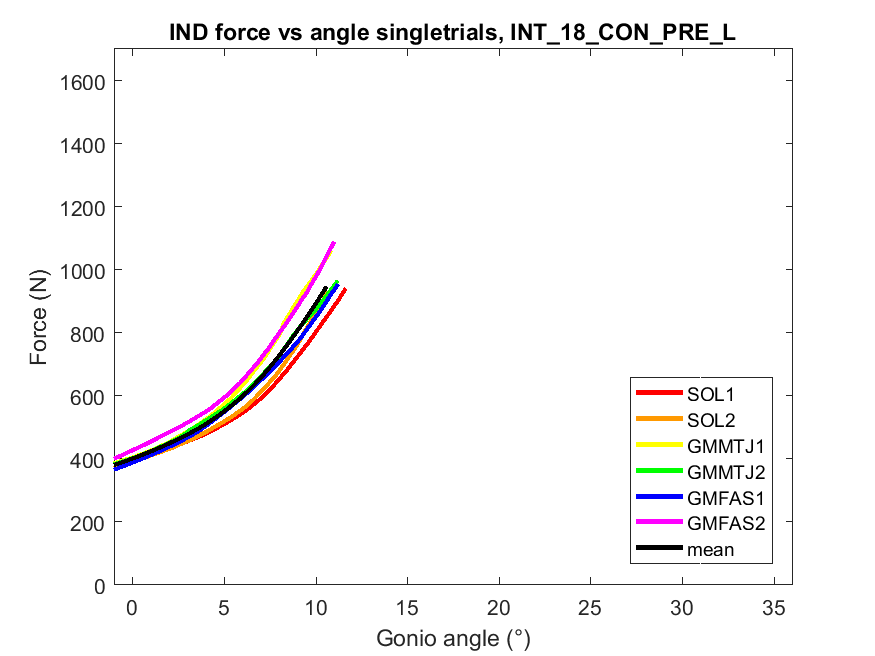 IND force vs angle singletrials, INT_18_CON_PRE_L
1600
1400
1200
1000
800
600
400
200
0
Force (N)
SOL1
SOL2
GMMTJ1
GMMTJ2
GMFAS1
GMFAS2
mean
0 5 10 15 20 25 30 35
Gonio angle (°)